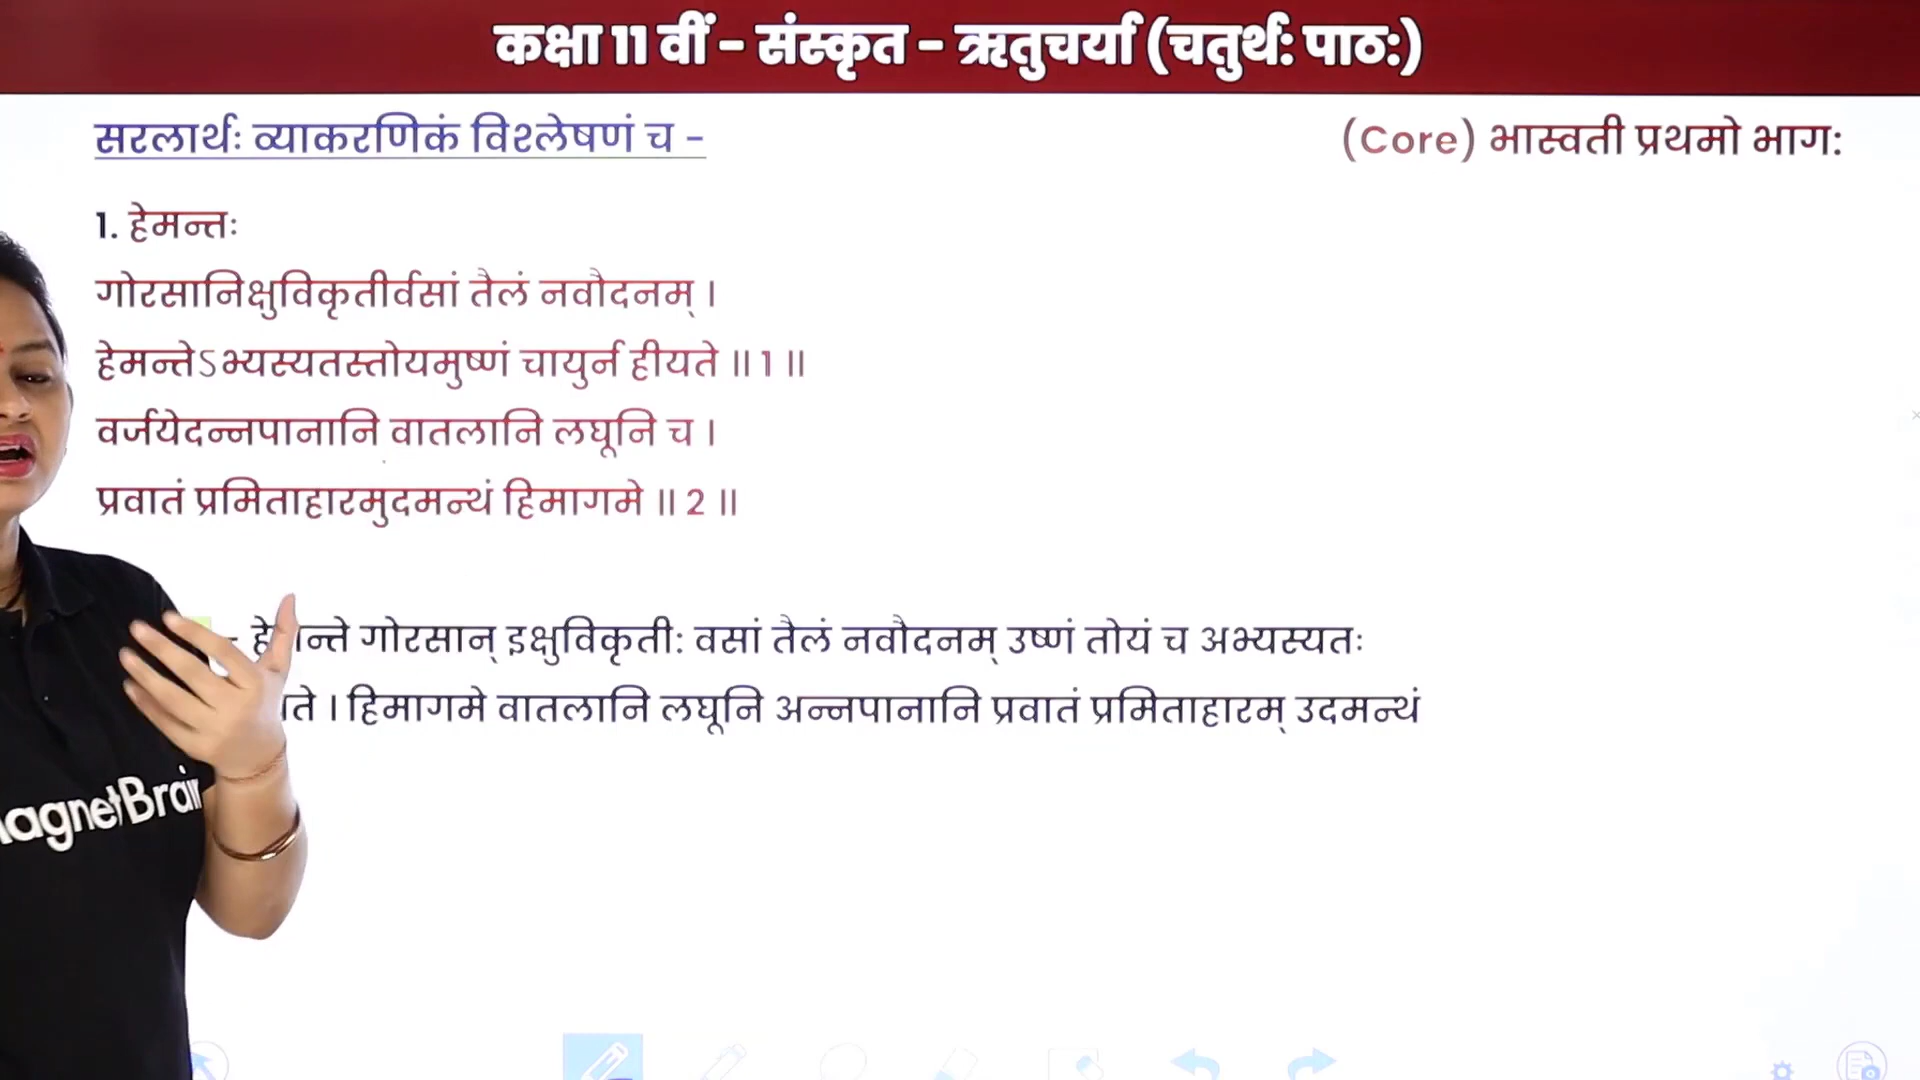 कक्षा 11 वीं – संस्कृत – ऋतुचर्या (चतुर्थ: पाठ:)
सरलार्थः व्याकरणिकं विश्लेषणं च –
(Core) भास्वती प्रथमो भाग:
1. हेमन्तः
गोरसानिक्षुविकृतीर्वसां तैलं नवौदनम् ।
हेमन्तेऽभ्यस्यतस्तोयमुष्णं चायुर्न हीयते ॥ 1 ॥
वर्जयेदन्नपानानि वातलानि लघूनि च ।
प्रवातं प्रमिताहारमुदमन्थं हिमागमे ॥ 2 ॥
– गोरसान् इक्षुविकृती: वसां तैलं नवौदनम् उष्णं तोयं च अभ्यस्यतः
। हिमागमे वातलानि लघूनि अन्नपानानि प्रवातं प्रमिताहारम् उदमन्थं